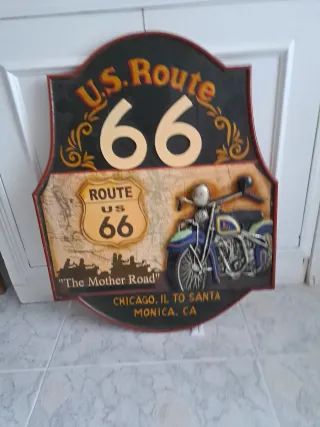 U.S. Route
66
ROUTE
US
66
"The Mother Road"
CHICAGO, IL TO SANTA
MONICA, CA